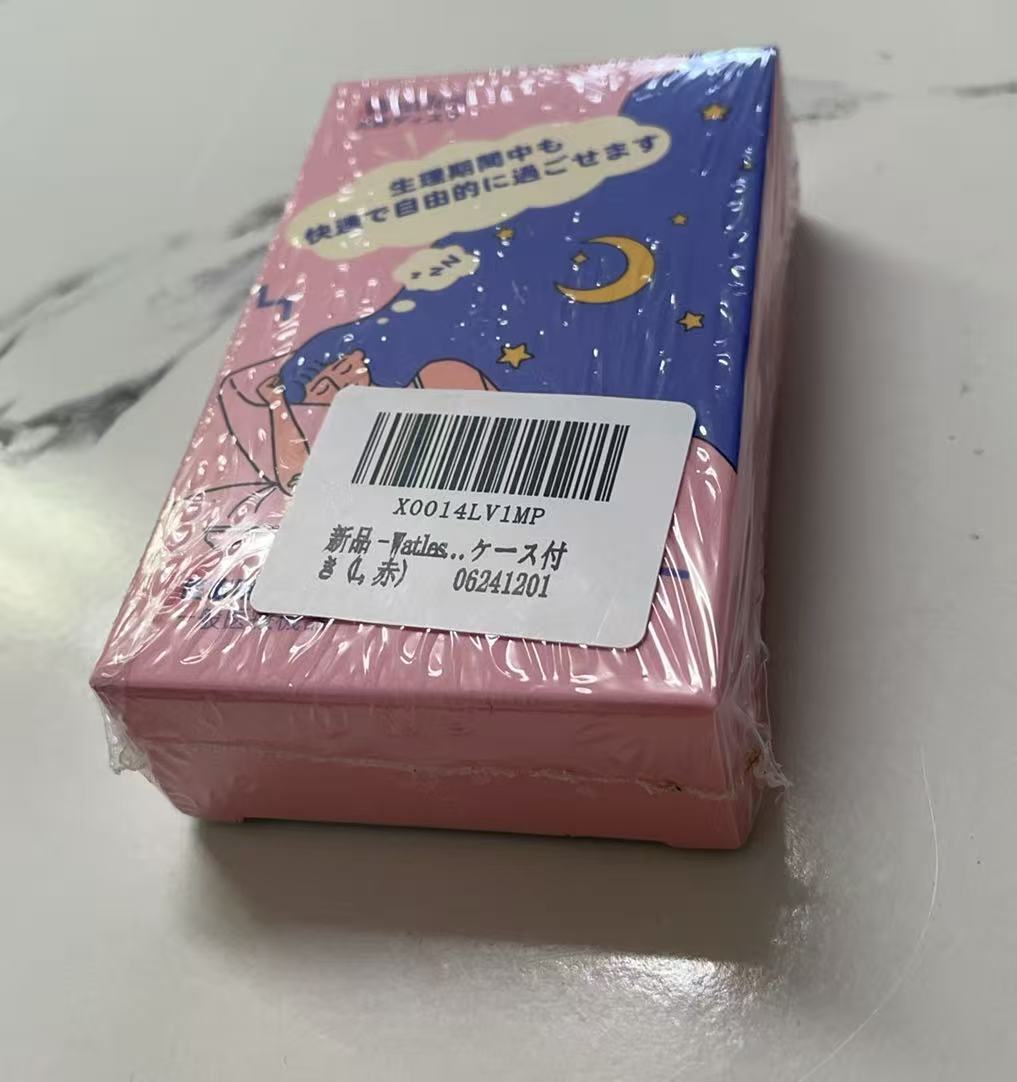 生理期間中も
快適で自由的に過ごせます
zzz
X0014LV1MP
新品 - Watles...ケース付
き (L, 赤) 06241201